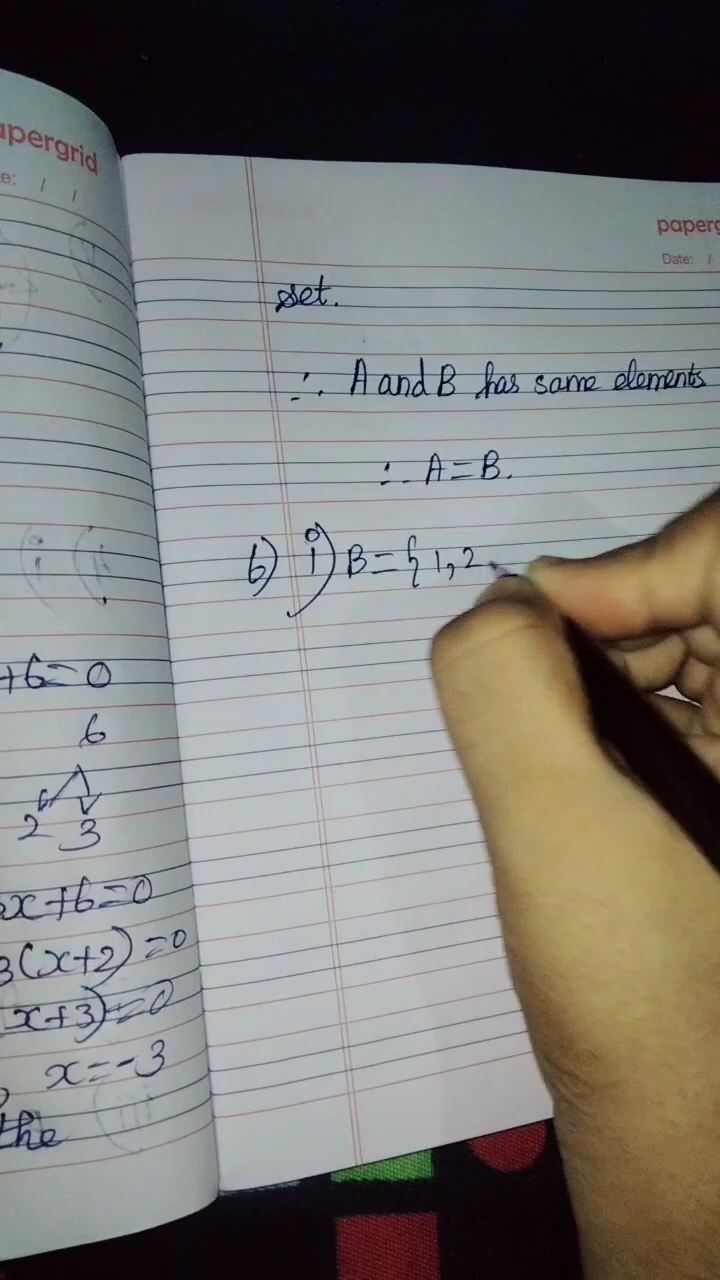 papergrid
/ /
+6=0
6
2 3
x+6=0
3(x+2)=0
x+3)=0
x=-3
the
Date: /
set.
∴ A and B has same elements
∴ A=B.
b) i) B={1,2